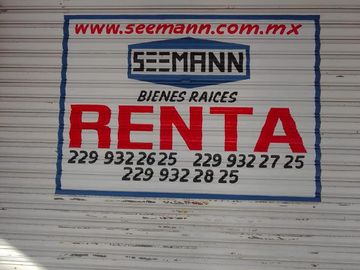 www.seemann.com.mx
SEEMANN
BIENES RAICES
RENTA
229 932 26 25 229 932 27 25
229 932 28 25